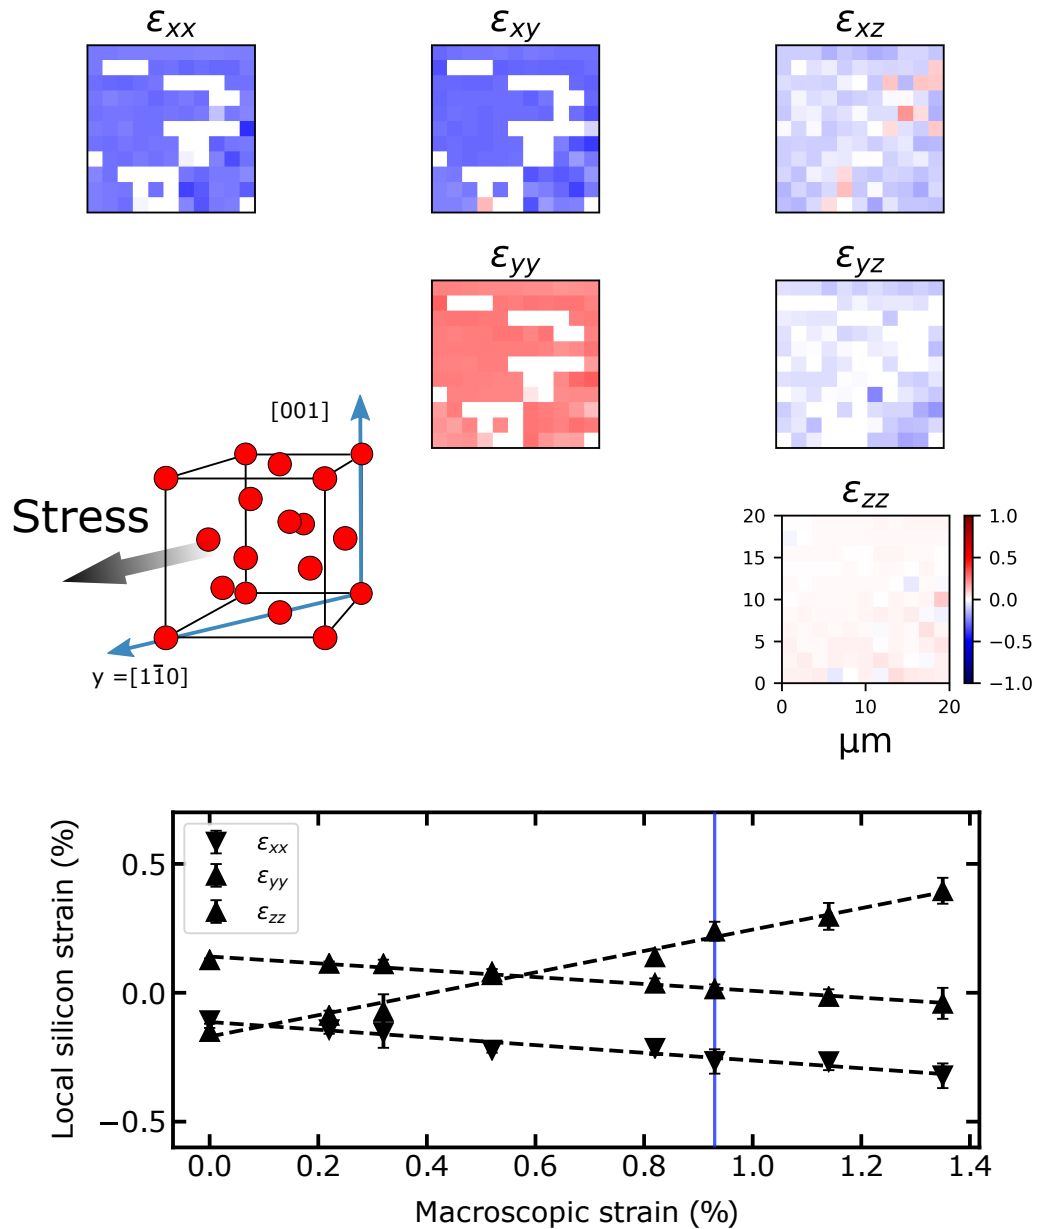 εxx
εxy
εxz
εyy
εyz
[001]
Stress
y =[11̅0]
εzz
20
15
10
5
0
0
10
20
μm
1.0
0.5
0.0
−0.5
−1.0
εxx
εyy
εzz
Local silicon strain (%)
0.5
0.0
−0.5
0.0
0.2
0.4
0.6
0.8
1.0
1.2
1.4
Macroscopic strain (%)